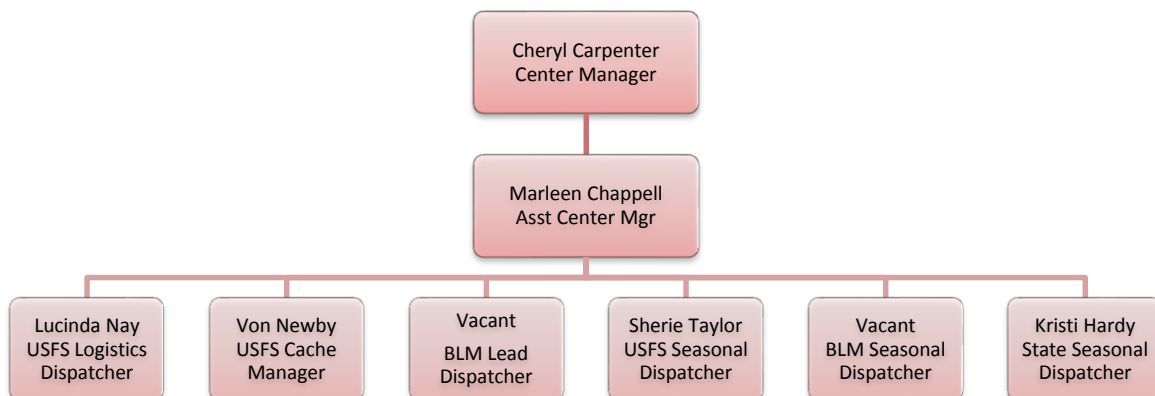 Cheryl Carpenter
Center Manager
Marleen Chappell
Asst Center Mgr
Lucinda Nay
USFS Logistics
Dispatcher
Von Newby
USFS Cache
Manager
Vacant
BLM Lead
Dispatcher
Sherie Taylor
USFS Seasonal
Dispatcher
Vacant
BLM Seasonal
Dispatcher
Kristi Hardy
State Seasonal
Dispatcher